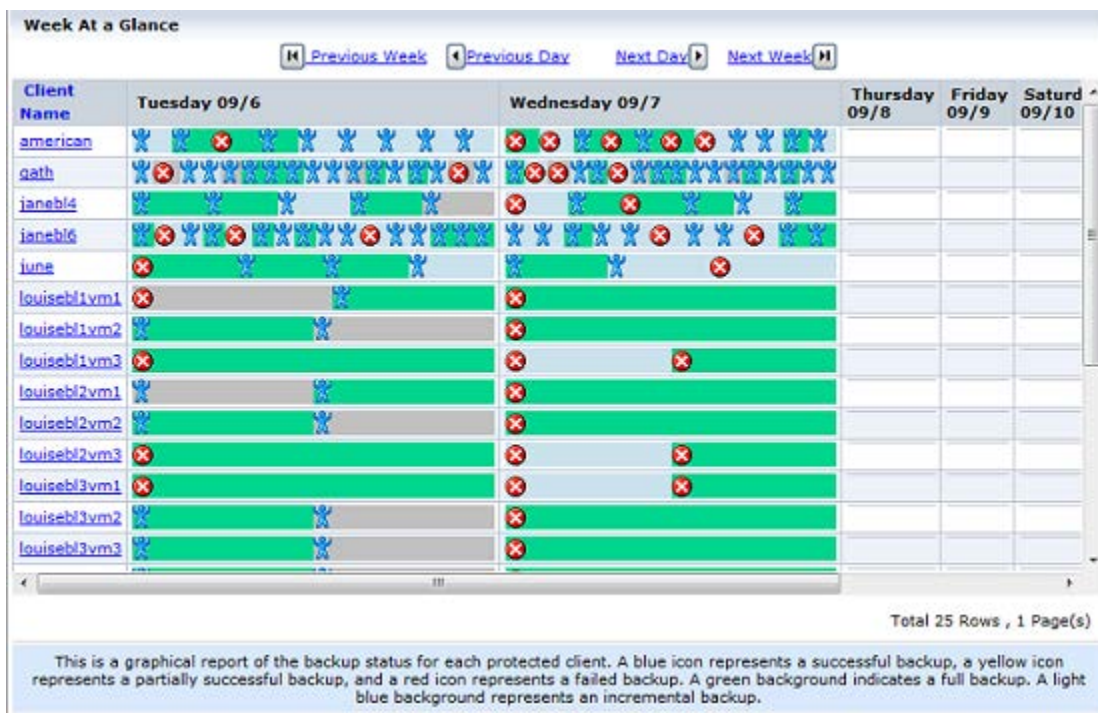 Week At a Glance
Previous Week Previous Day Next Day Next Week
Client Name Tuesday 09/6 Wednesday 09/7 Thursday 09/8 Friday 09/9 Saturd 09/10
american
oath
janebl4
janebl6
june
louisebl1vm1
louisebl1vm2
louisebl1vm3
louisebl2vm1
louisebl2vm2
louisebl2vm3
louisebl3vm1
louisebl3vm2
louisebl3vm3
Total 25 Rows , 1 Page(s)
This is a graphical report of the backup status for each protected client. A blue icon represents a successful backup, a yellow icon
represents a partially successful backup, and a red icon represents a failed backup. A green background indicates a full backup. A light
blue background represents an incremental backup.